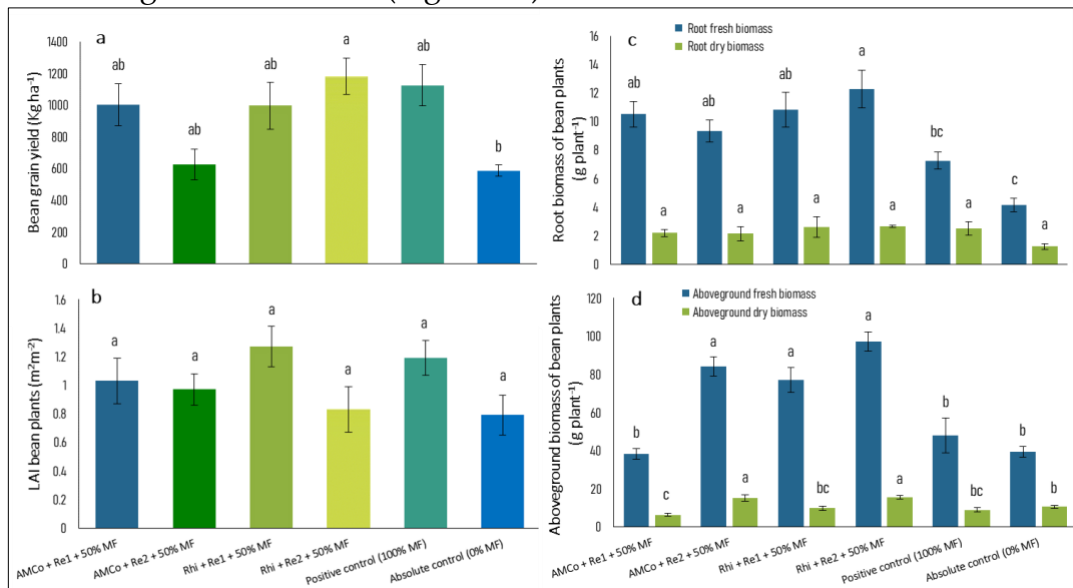 a
Bean grain yield (Kg ha⁻¹)
1400
1200
1000
800
600
400
200
0
ab
ab
ab
a
ab
b
c
Root fresh biomass
Root dry biomass
Root biomass of bean plants
(g plant⁻¹)
16
14
12
10
8
6
4
2
0
ab
a
ab
a
ab
a
a
a
bc
a
c
a
b
LAI bean plants (m²m⁻²)
1.6
1.4
1.2
1
0.8
0.6
0.4
0.2
0
a
a
a
a
a
a
AMCo + Re1 + 50% MF
AMCo + Re2 + 50% MF
Rhi + Re1 + 50% MF
Rhi + Re2 + 50% MF
Positive control (100% MF)
Absolute control (0% MF)
d
Aboveground fresh biomass
Aboveground dry biomass
Aboveground biomass of bean plants
(g plant⁻¹)
120
100
80
60
40
20
0
b
c
a
a
a
bc
a
a
b
bc
b
b
AMCo + Re1 + 50% MF
AMCo + Re2 + 50% MF
Rhi + Re1 + 50% MF
Rhi + Re2 + 50% MF
Positive control (100% MF)
Absolute control (0% MF)